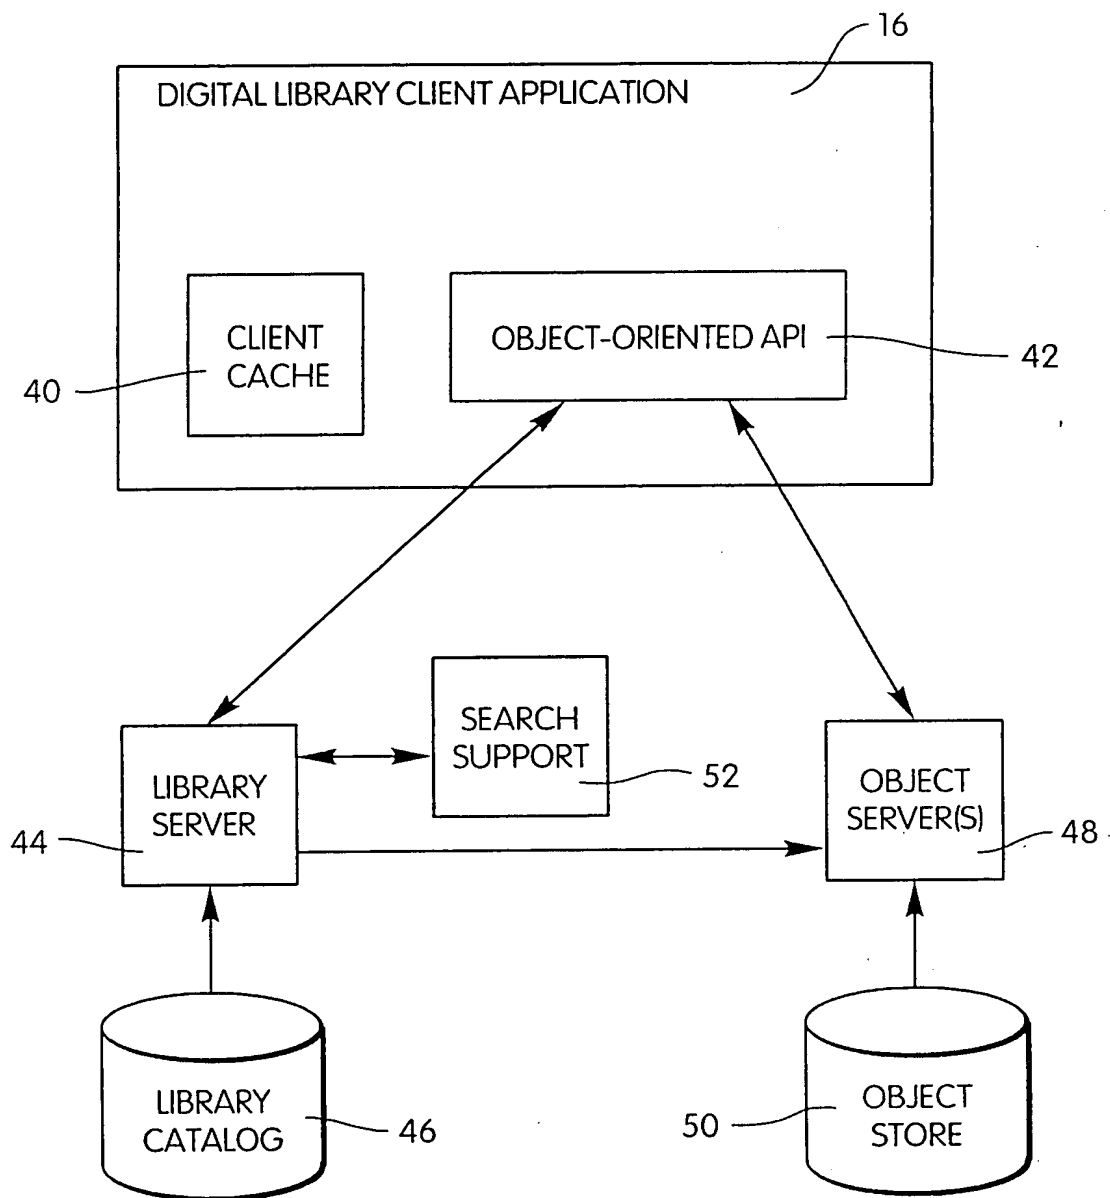 16
DIGITAL LIBRARY CLIENT APPLICATION
CLIENT
CACHE
OBJECT-ORIENTED API
40
42
SEARCH
SUPPORT
52
LIBRARY
SERVER
44
OBJECT
SERVER(S)
48
LIBRARY
CATALOG
46
OBJECT
STORE
50